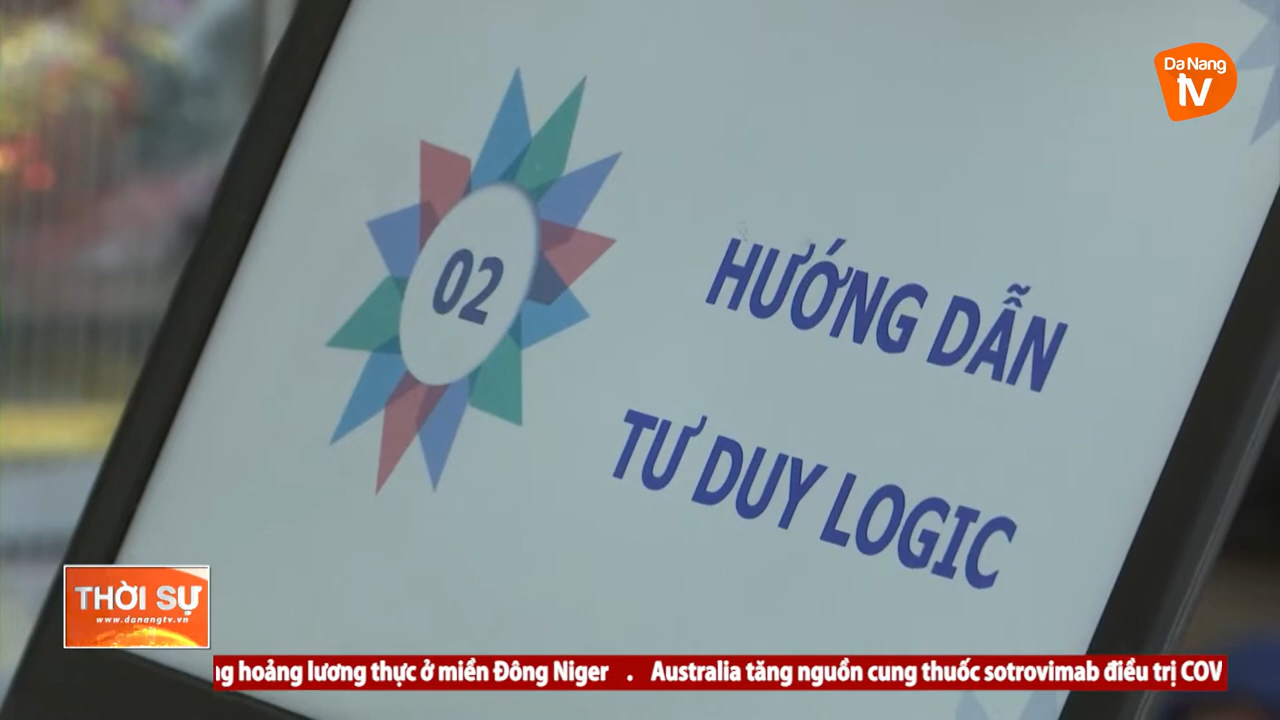 Da Nang
tv
02
HƯỚNG DẪN
TƯ DUY LOGIC
THỜI SỰ
www.danangtv.vn
hoảng lương thực ở miền Đông Niger . Australia tăng nguồn cung thuốc sotrovimab điều trị COV